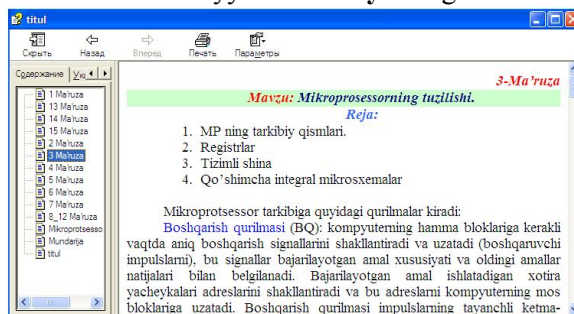 titul
Скрыть Назад Вперед Печать Параметры
Содержание Ука
1 Ma'ruza
13 Ma'ruza
14 Ma'ruza
15 Ma'ruza
2 Ma'ruza
3 Ma'ruza
4 Ma'ruza
5 Ma'ruza
6 Ma'ruza
7 Ma'ruza
8_12 Ma'ruza
Mikroprotsesso
Mundarija
titul
3-Ma'ruza
Mavzu: Mikroprosessorning tuzilishi.
Reja:
1. MP ning tarkibiy qismlari.
2. Registrlar
3. Tizimli shina
4. Qo'shimcha integral mikrosxemalar
Mikroprotsessor tarkibiga quyidagi qurilmalar kiradi:
Boshqarish qurilmasi (BQ): kompyuterning hamma bloklariga kerakli
vaqtda aniq boshqarish signallarini shakllantiradi va uzatadi (boshqaruvchi
impulslarni), bu signallar bajarilayotgan amal xususiyati va oldingi amallar
natijalari bilan belgilanadi. Bajarilayotgan amal ishlatadigan xotira
yacheykalari adreslarini shakllantiradi va bu adreslarni kompyuterning mos
bloklariga uzatadi. Boshqarish qurilmasi impulslarning tayanchli ketma-